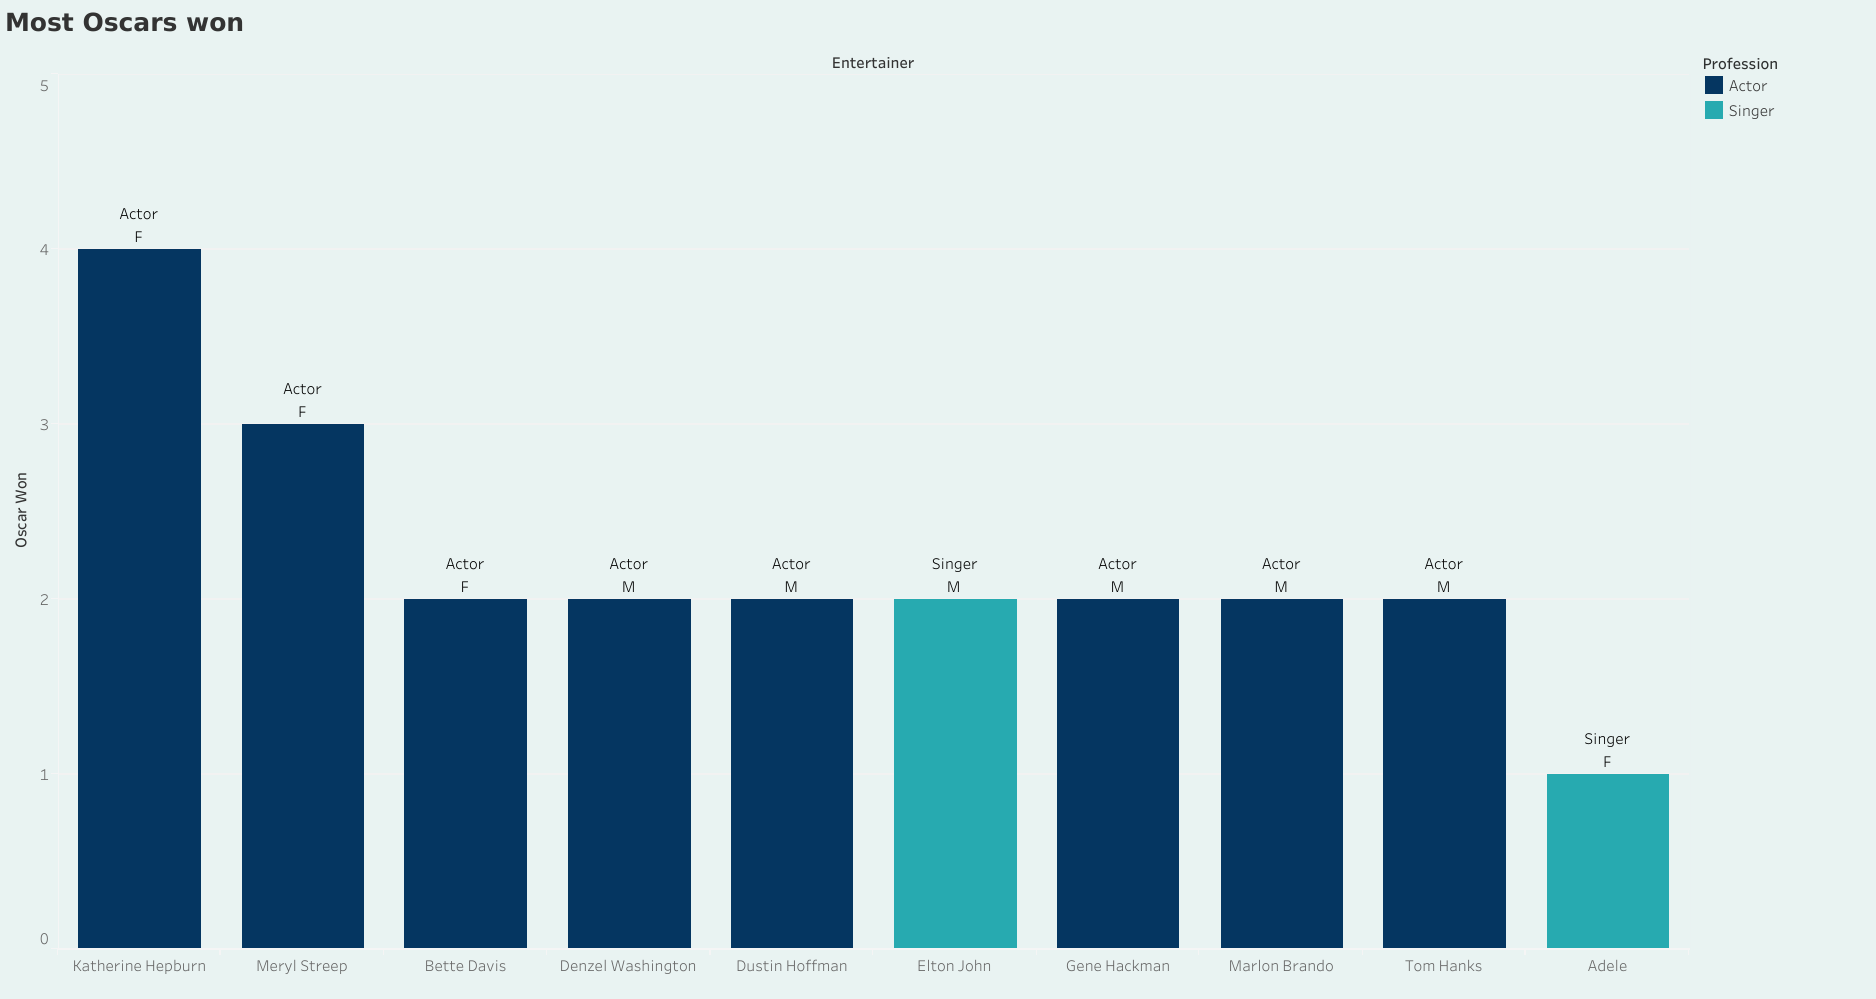 Most Oscars won
Entertainer
Profession
Actor
Singer
Oscar Won
5
4
3
2
1
0
Actor
F
Actor
F
Actor
F
Actor
M
Actor
M
Singer
M
Actor
M
Actor
M
Actor
M
Singer
F
Katherine Hepburn
Meryl Streep
Bette Davis
Denzel Washington
Dustin Hoffman
Elton John
Gene Hackman
Marlon Brando
Tom Hanks
Adele